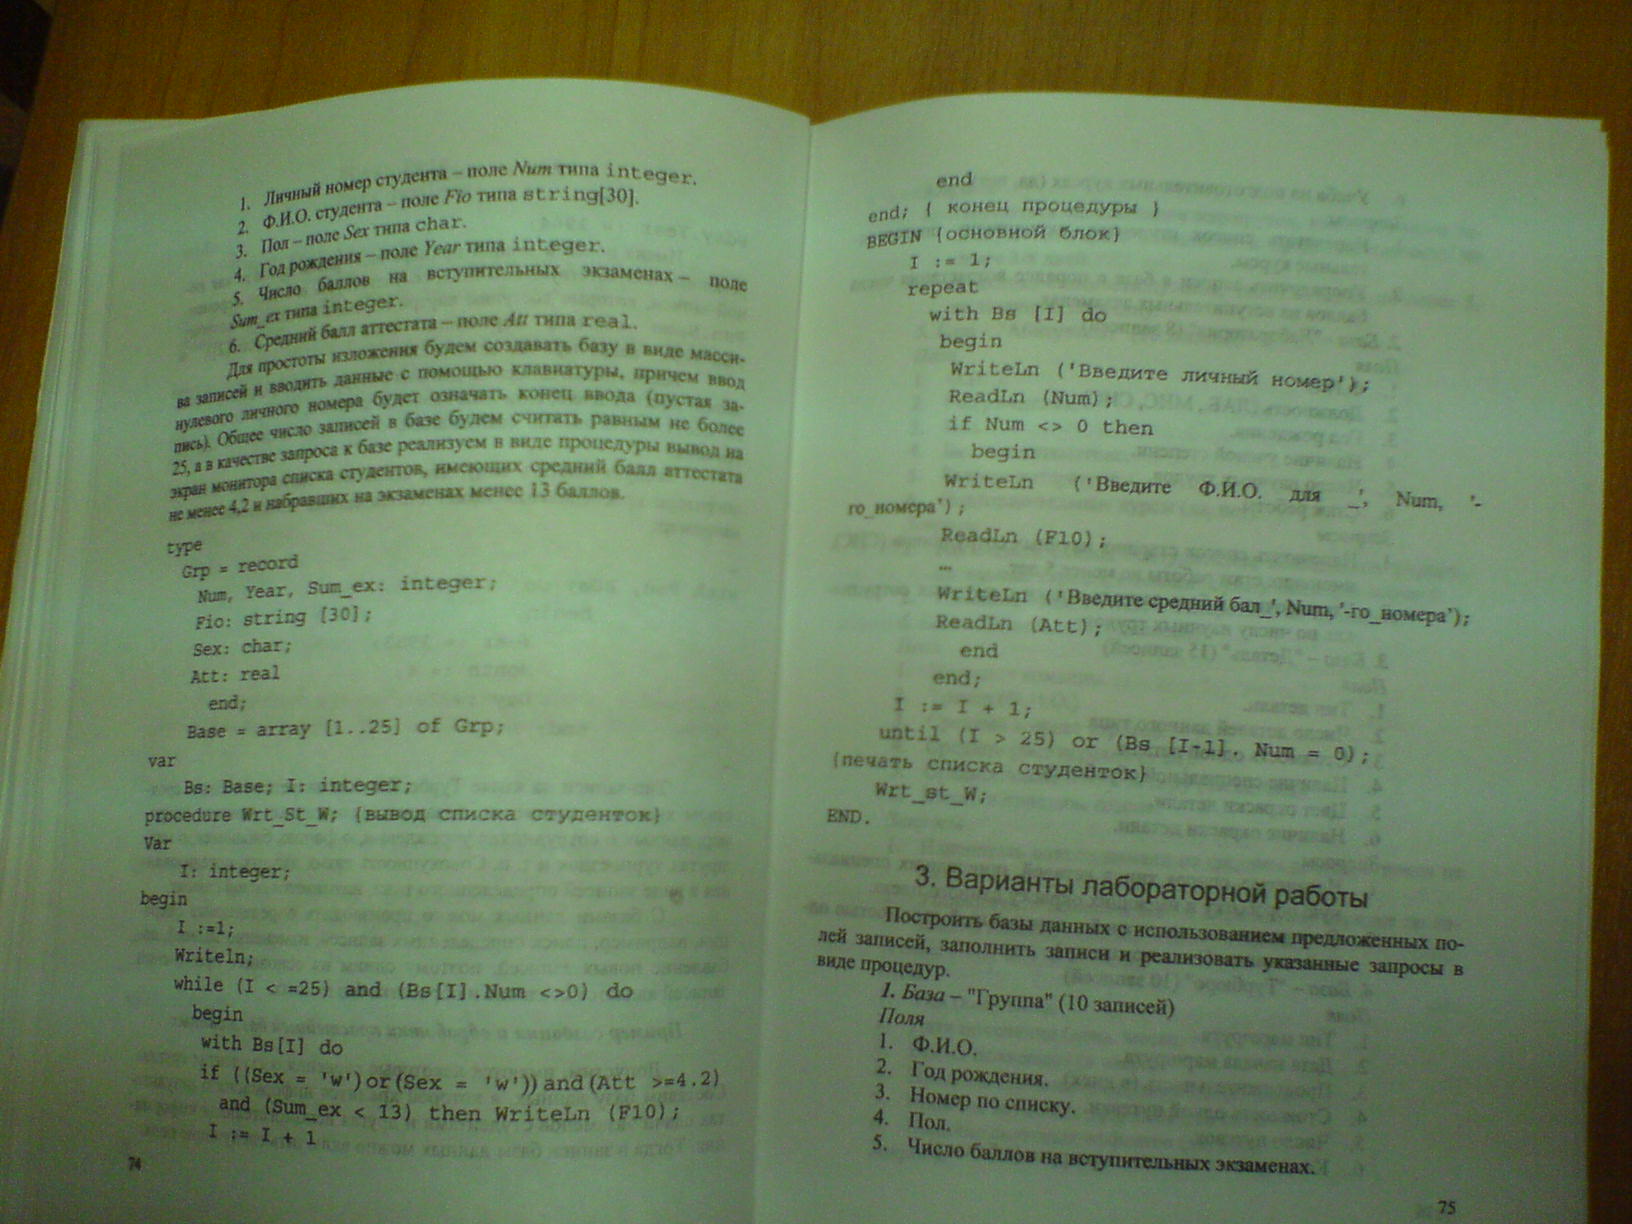 1. Личный номер студента – поле Num типа integer.
2. Ф.И.О. студента – поле Fio типа string[30].
3. Пол – поле Sex типа char.
4. Год рождения – поле Year типа integer.
5. Число баллов на вступительных экзаменах – поле
Sum_ex типа integer.
6. Средний балл аттестата – поле Att типа real.
Для простоты изложения будем создавать базу в виде масси-
ва записей и вводить данные с помощью клавиатуры, причем ввод
нулевого личного номера будет означать конец ввода (пустая за-
пись). Общее число записей в базе будем считать равным не более
25, а в качестве запроса к базе реализуем в виде процедуры вывод на
экран монитора списка студентов, имеющих средний балл аттестата
не менее 4,2 и набравших на экзаменах менее 13 баллов.
type
Grp = record
Num, Year, Sum_ex: integer;
Fio: string [30];
Sex: char;
Att: real
end;
Base = array [1..25] of Grp;
var
Bs: Base; I: integer;
procedure Wrt_St_W; {вывод списка студенток}
Var
I: integer;
begin
I :=1;
Writeln;
while (I < =25) and (Bs[I].Num <>0) do
begin
with Bs[I] do
if ((Sex = 'w')or(Sex = 'w'))and(Att >=4.2)
and (Sum_ex < 13) then WriteLn (F10);
I := I + 1
74
end
end; { конец процедуры }
BEGIN {основной блок}
I := 1;
repeat
with Bs [I] do
begin
WriteLn ('Введите личный номер');
ReadLn (Num);
if Num <> 0 then
begin
WriteLn ('Введите Ф.И.О. для _', Num, '-
го_номера');
ReadLn (F10);
…
WriteLn ('Введите средний бал_', Num, '-го_номера');
ReadLn (Att);
end
end;
I := I + 1;
until (I > 25) or (Bs [I-1]. Num = 0);
{печать списка студенток}
Wrt_st_W;
END.
3. Варианты лабораторной работы
Построить базы данных с использованием предложенных по-
лей записей, заполнить записи и реализовать указанные запросы в
виде процедур.
1. База – "Группа" (10 записей)
Поля
1. Ф.И.О.
2. Год рождения.
3. Номер по списку.
4. Пол.
5. Число баллов на вступительных экзаменах.
75